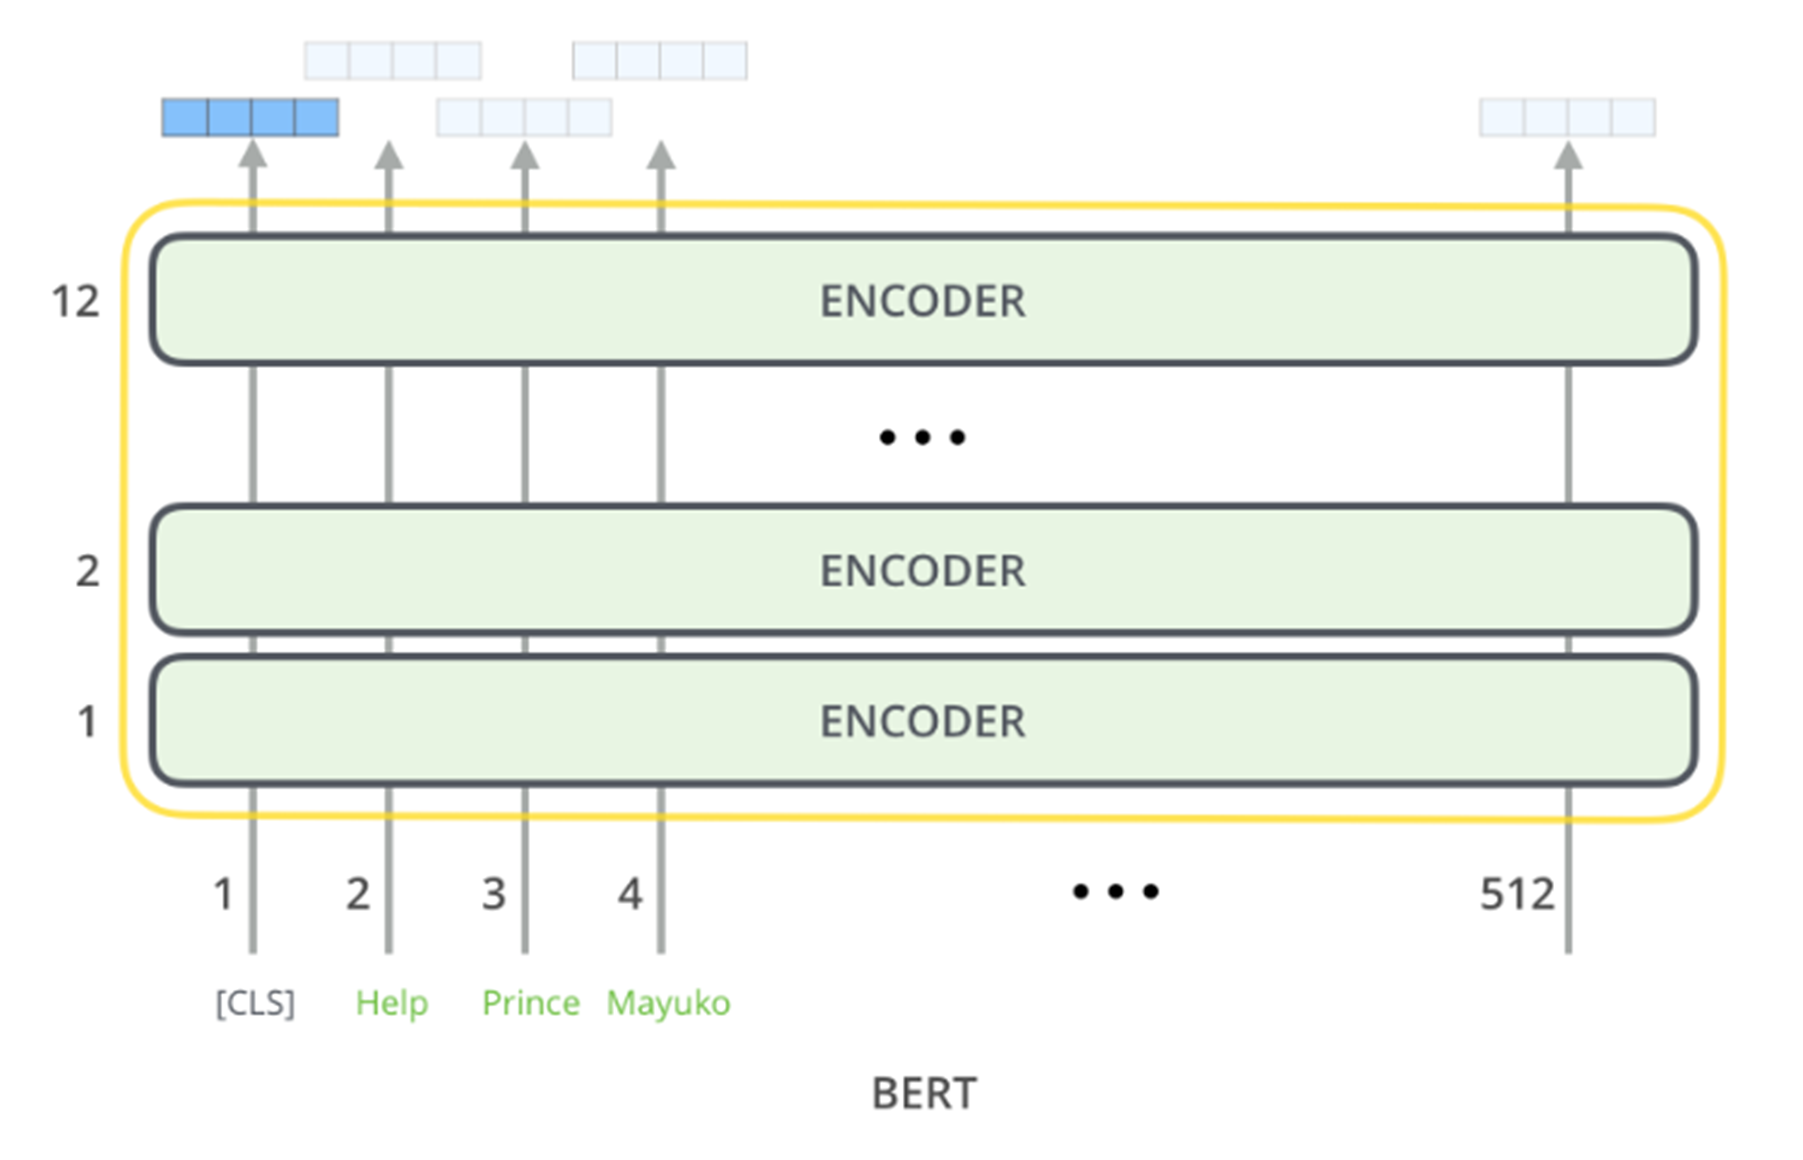 12 ENCODER
• • •
2 ENCODER
1 ENCODER
1 2 3 4 • • • 512
[CLS] Help Prince Mayuko
BERT